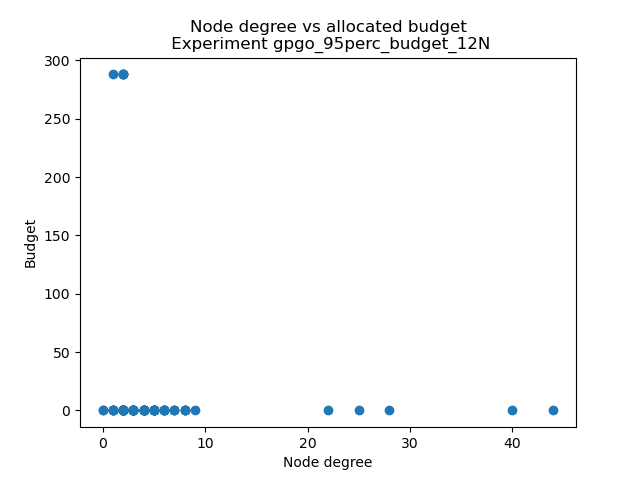 Node degree vs allocated budget
Experiment gpgo_95perc_budget_12N
300
250
200
150
100
50
0
Budget
0 10 20 30 40
Node degree